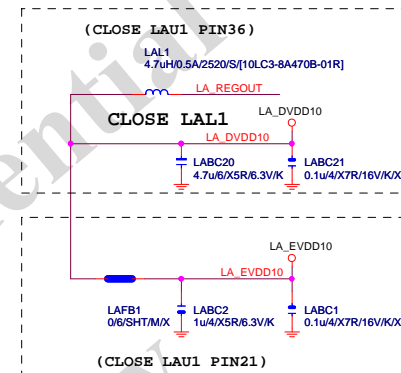 (CLOSE LAU1 PIN36)
LAL1
4.7uH/0.5A/2520/S/[10LC3-8A470B-01R]
LA_REGOUT
CLOSE LAL1
LA_DVDD10
LA_DVDD10
LABC20
4.7u/6/X5R/6.3V/K
LABC21
0.1u/4/X7R/16V/K/X
LA_EVDD10
LA_EVDD10
LAFB1
0/6/SHT/M/X
LABC2
1u/4/X5R/6.3V/K
LABC1
0.1u/4/X7R/16V/K/X
(CLOSE LAU1 PIN21)
ential